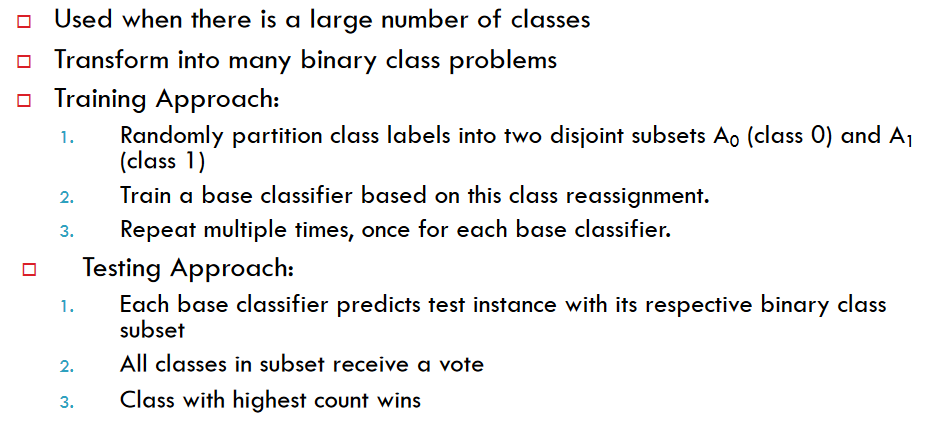 Used when there is a large number of classes
Transform into many binary class problems
Training Approach:
1. Randomly partition class labels into two disjoint subsets A₀ (class 0) and A₁
(class 1)
2. Train a base classifier based on this class reassignment.
3. Repeat multiple times, once for each base classifier.
Testing Approach:
1. Each base classifier predicts test instance with its respective binary class
subset
2. All classes in subset receive a vote
3. Class with highest count wins